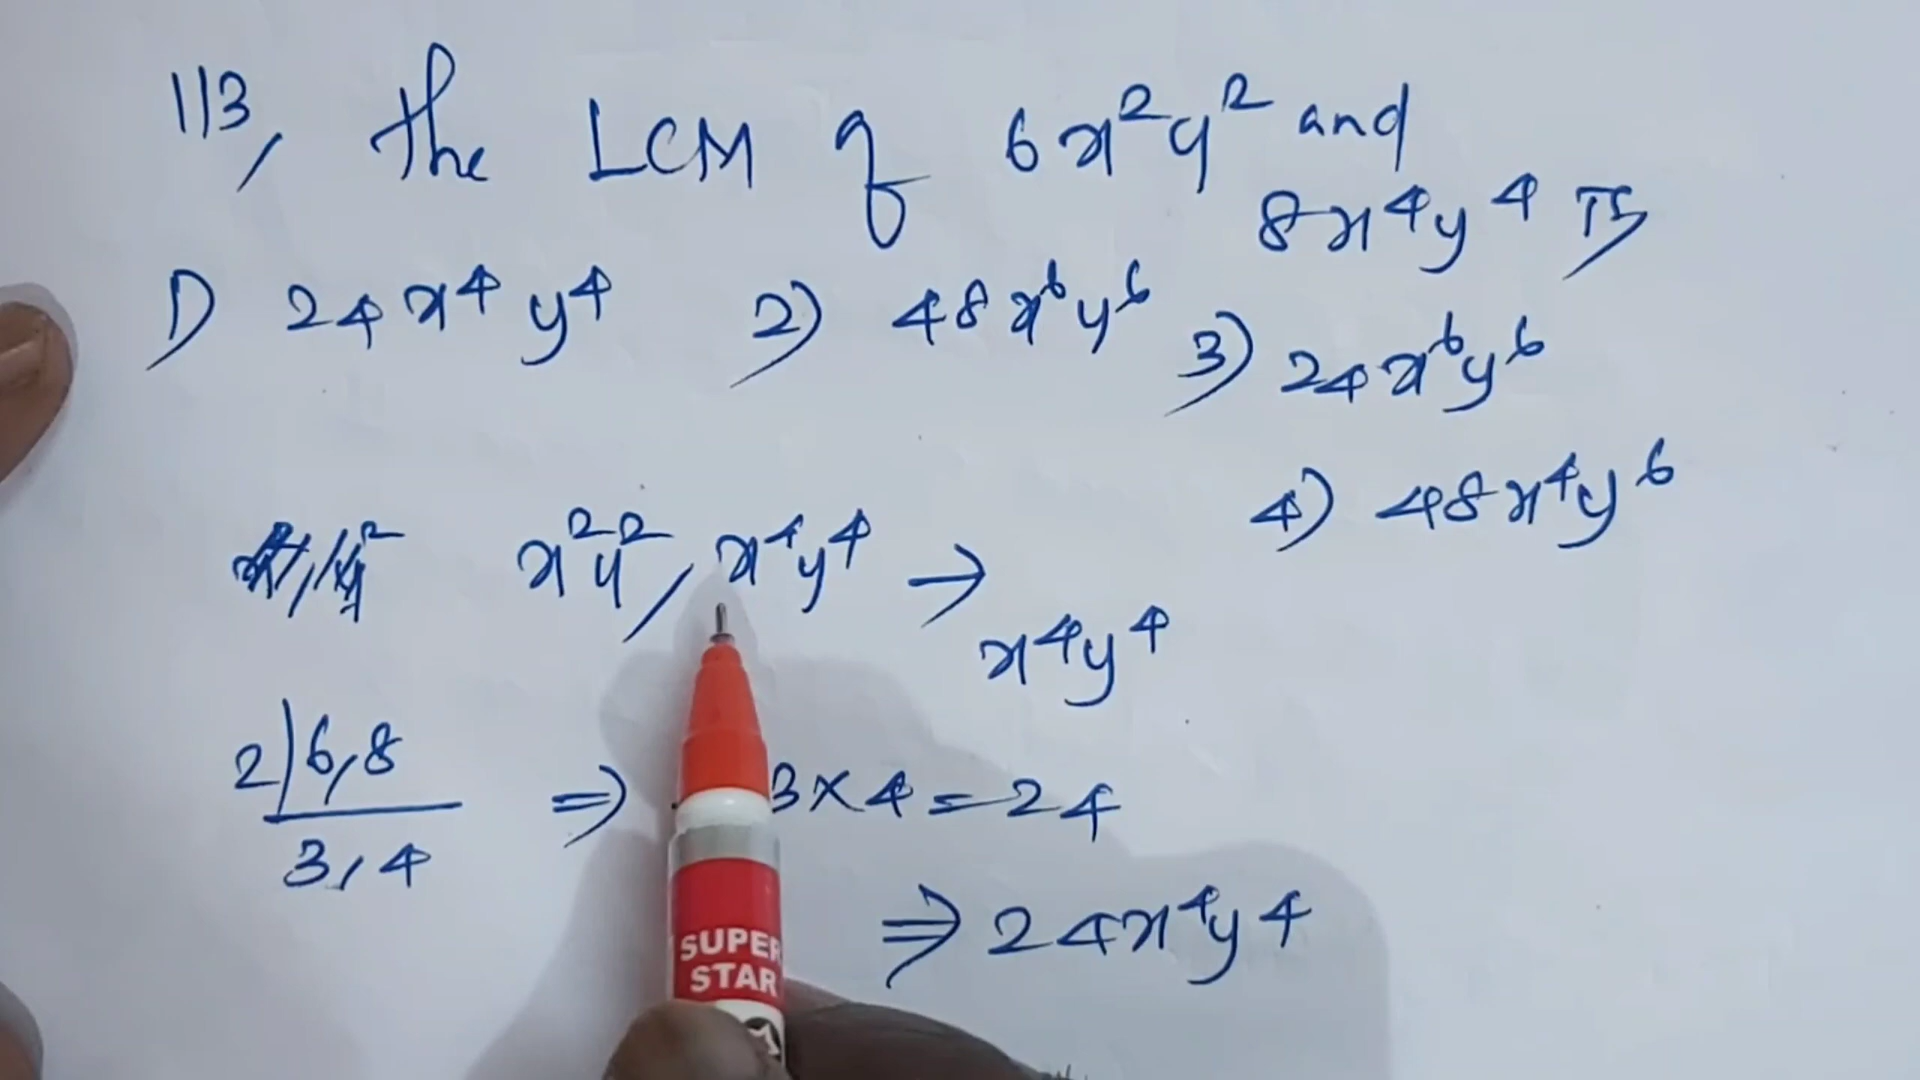 113, The LCM of 6x²y² and
8x⁴y⁴ is
1) 24x⁴y⁴ 2) 48x⁶y⁶
3) 24x⁶y⁶
4) 48x⁴y⁶
x²y², x⁴y⁴ →
x⁴y⁴
2 | 6, 8
3, 4
⇒ 3 × 4 = 24
⇒ 24x⁴y⁴
SUPER
STAR